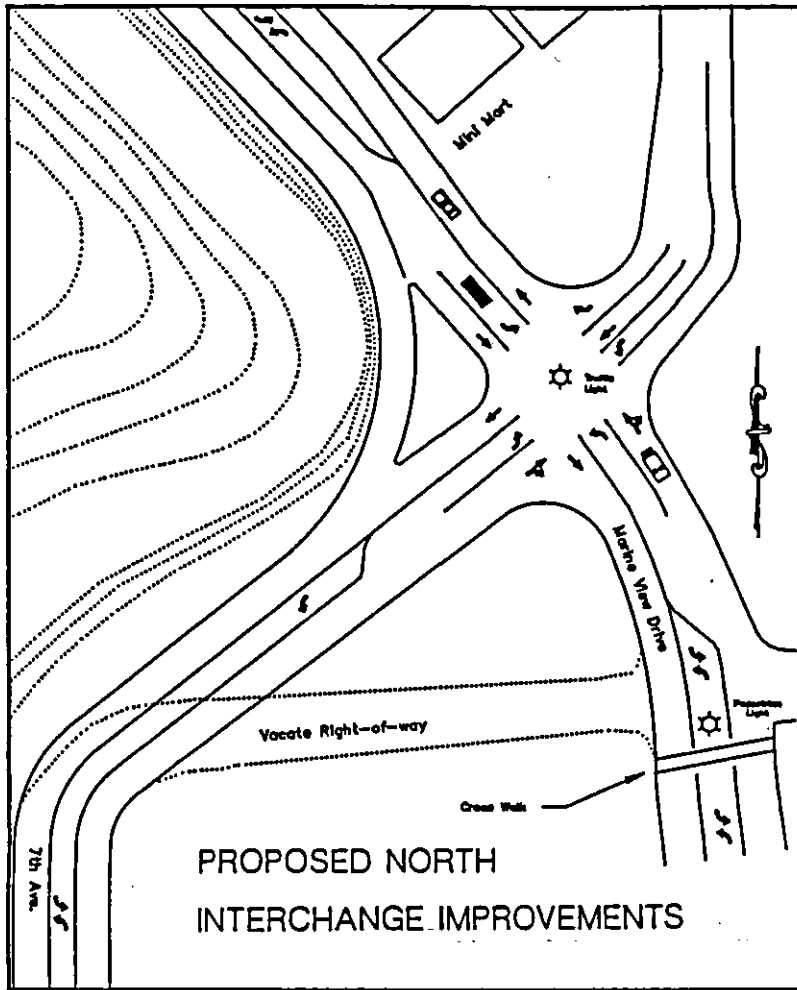 Mini Mart
Traffic
Light
Marine View Drive
Pedestrian
Light
Vacate Right-of-way
Cross Walk
7th Ave.
PROPOSED NORTH
INTERCHANGE IMPROVEMENTS